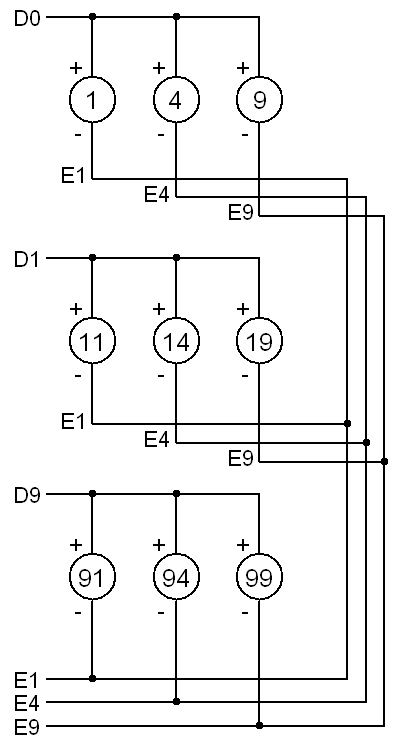 D0
+ + +
1 4 9
- - -
E1
E4
E9
D1
+ + +
11 14 19
- - -
E1
E4
E9
D9
+ + +
91 94 99
- - -
E1
E4
E9